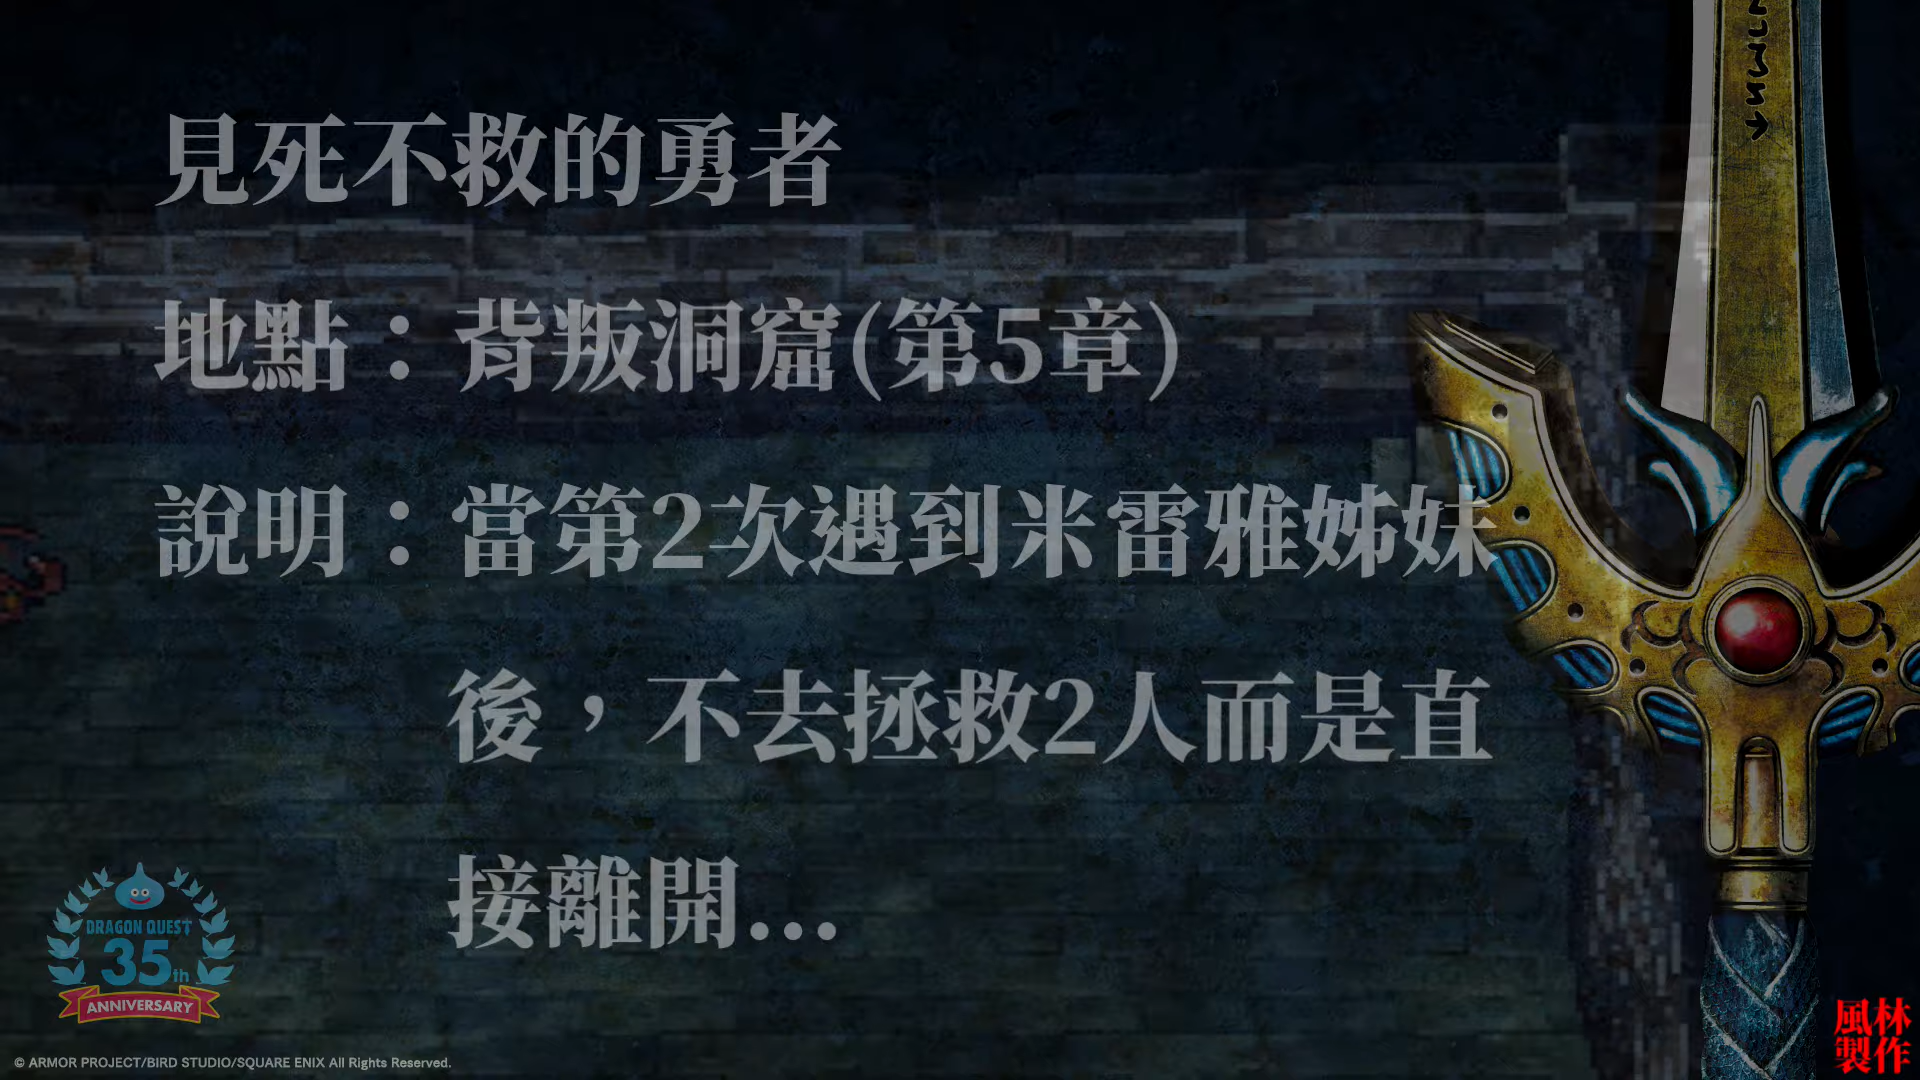 見死不救的勇者
地點：背叛洞窟(第5章)
說明：當第2次遇到米雷雅姊妹
後，不去拯救2人而是直
接離開...
DRAGON QUEST
35th
ANNIVERSARY
© ARMOR PROJECT/BIRD STUDIO/SQUARE ENIX All Rights Reserved.
風林
製作